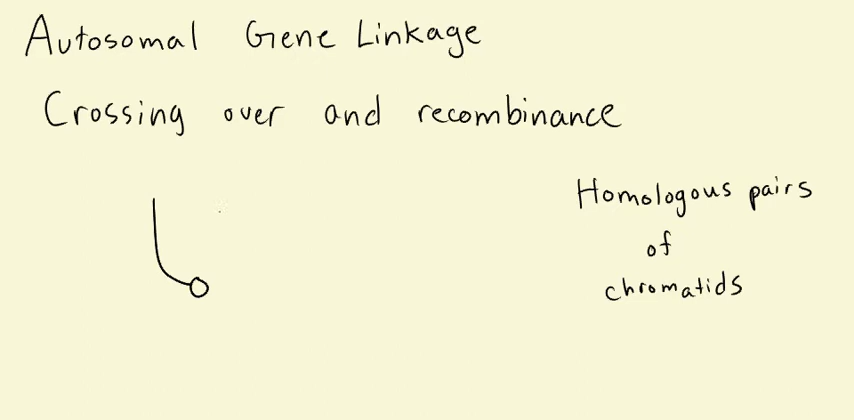 Autosomal Gene Linkage
Crossing over and recombinance
Homologous pairs
of
chromatids